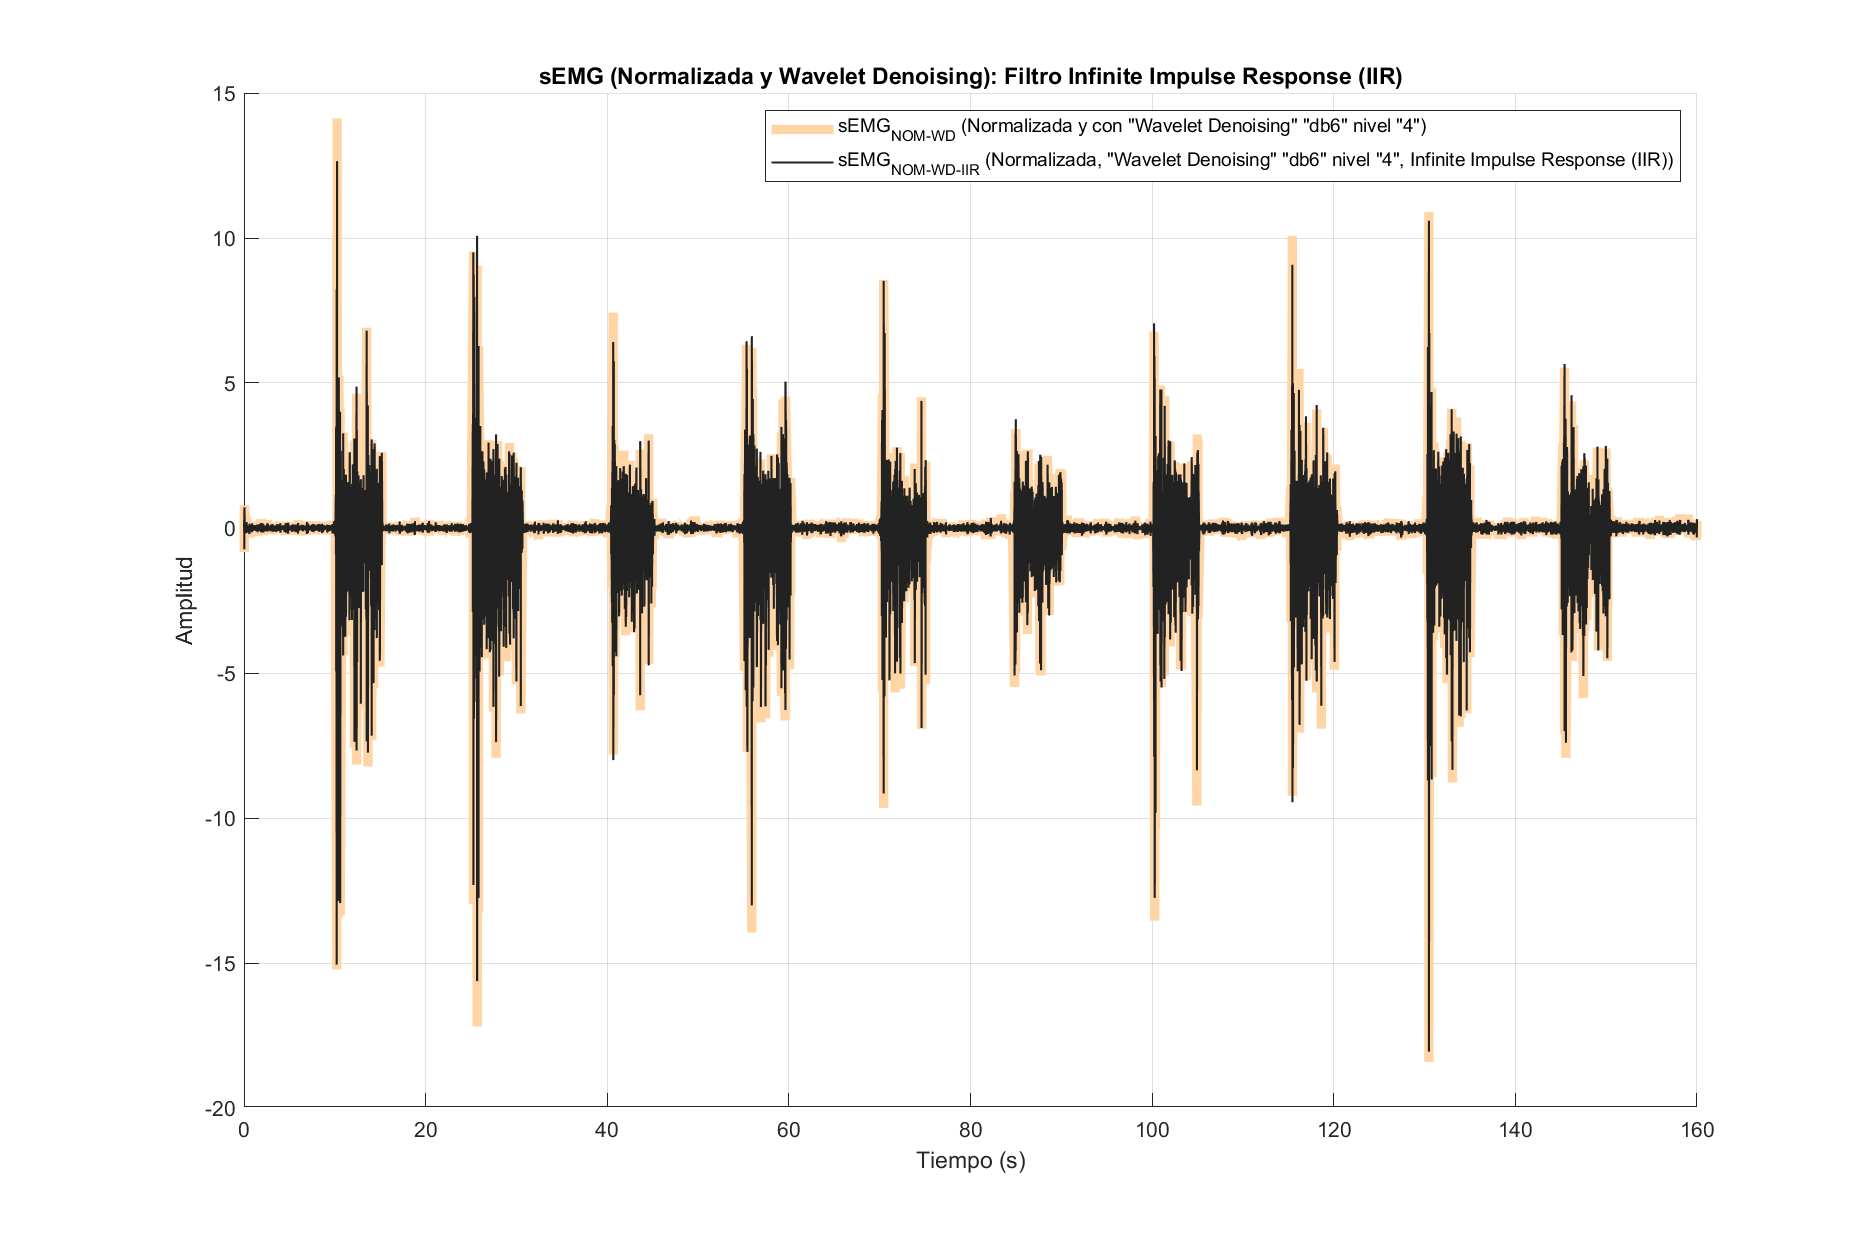 sEMG (Normalizada y Wavelet Denoising): Filtro Infinite Impulse Response (IIR)
sEMG NOM-WD (Normalizada y con "Wavelet Denoising" "db6" nivel "4")
sEMG NOM-WD-IIR (Normalizada, "Wavelet Denoising" "db6" nivel "4", Infinite Impulse Response (IIR))
15
10
5
0
-5
-10
-15
-20
Amplitud
0 20 40 60 80 100 120 140 160
Tiempo (s)